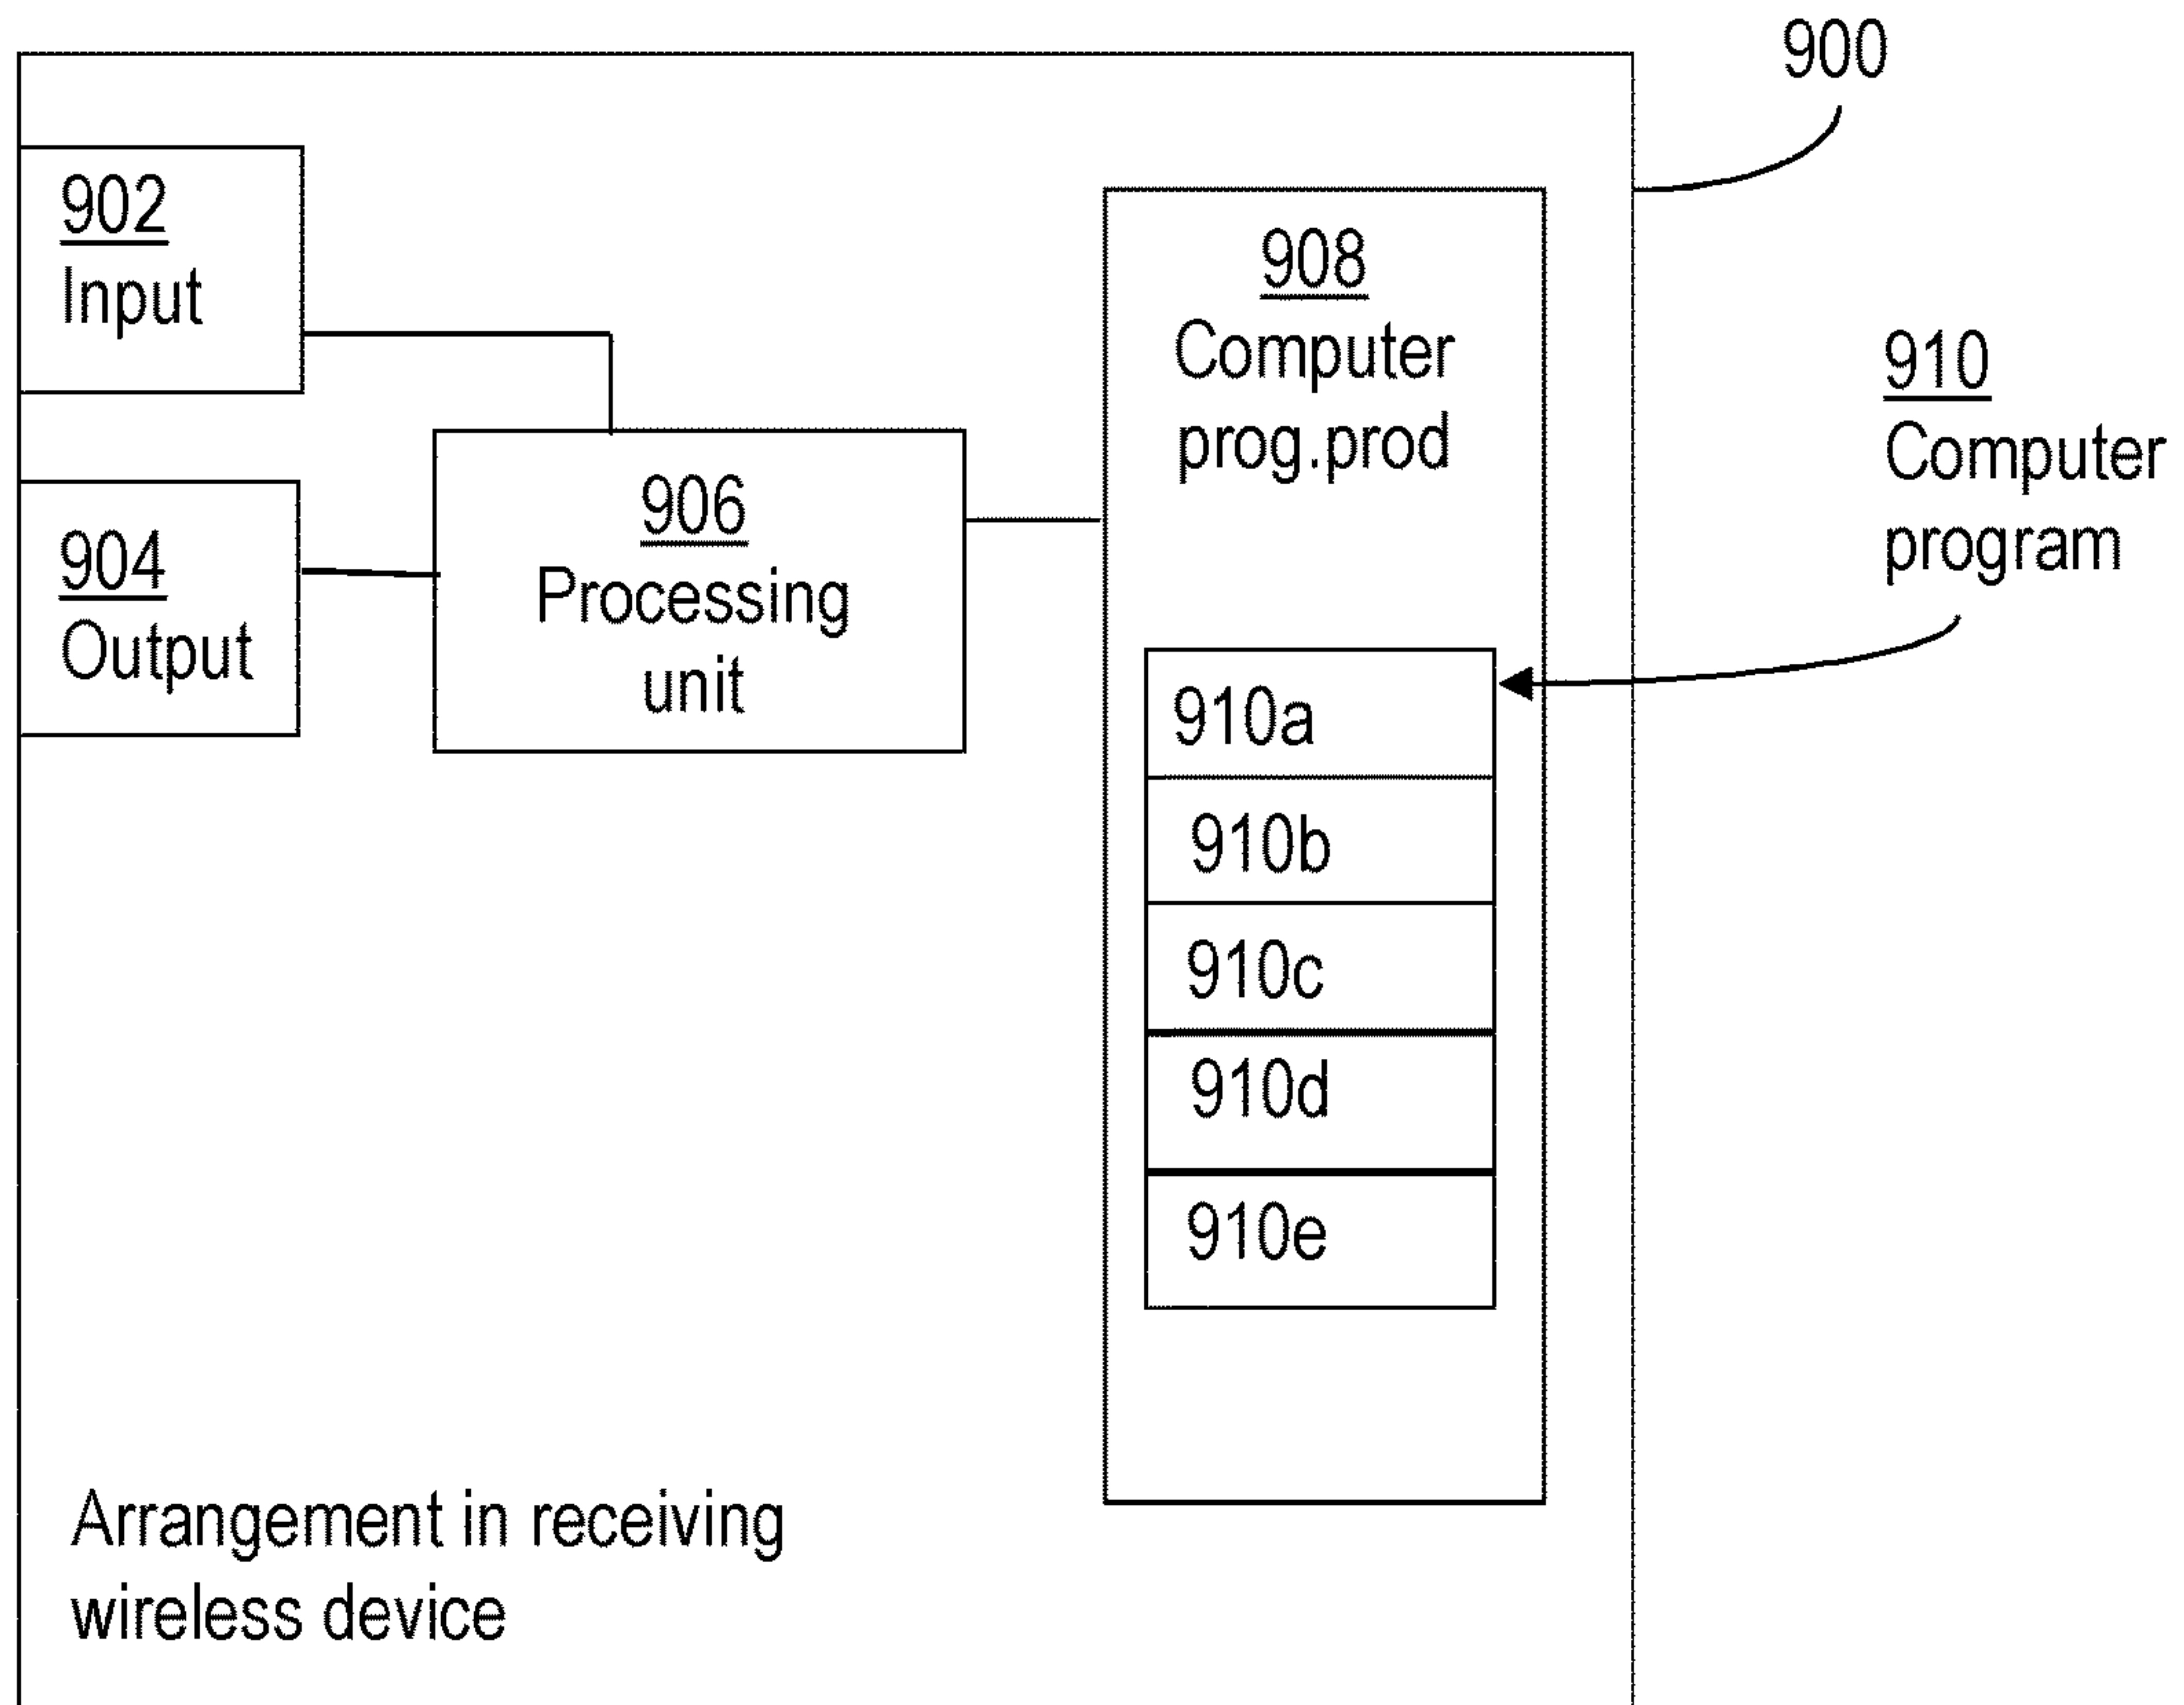 900
902
Input
904
Output
906
Processing
unit
908
Computer
prog.prod
910
Computer
program
910a
910b
910c
910d
910e
Arrangement in receiving
wireless device